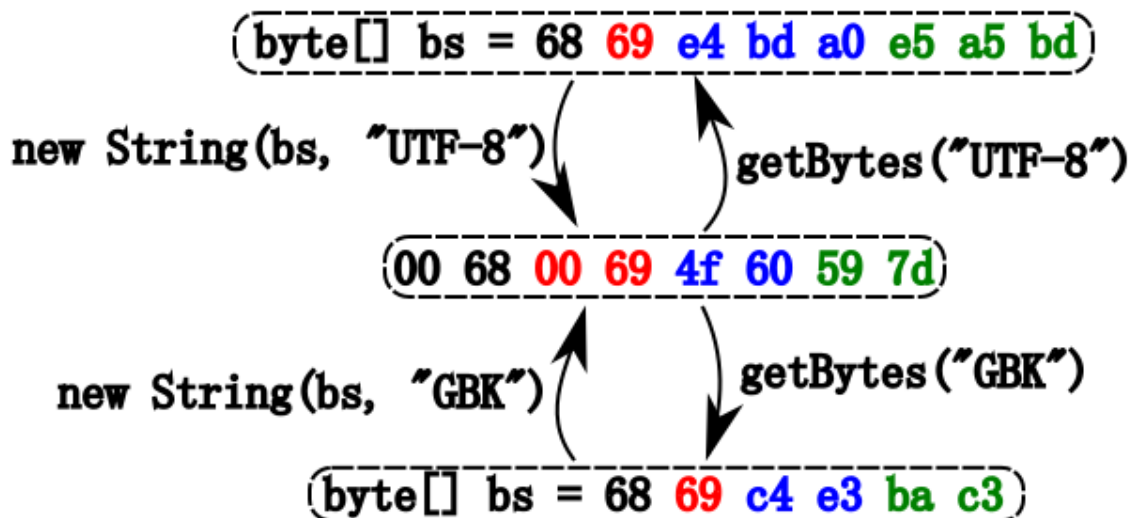 byte[] bs = 68 69 e4 bd a0 e5 a5 bd
new String(bs, "UTF-8")
getBytes("UTF-8")
00 68 00 69 4f 60 59 7d
new String(bs, "GBK")
getBytes("GBK")
byte[] bs = 68 69 c4 e3 ba c3